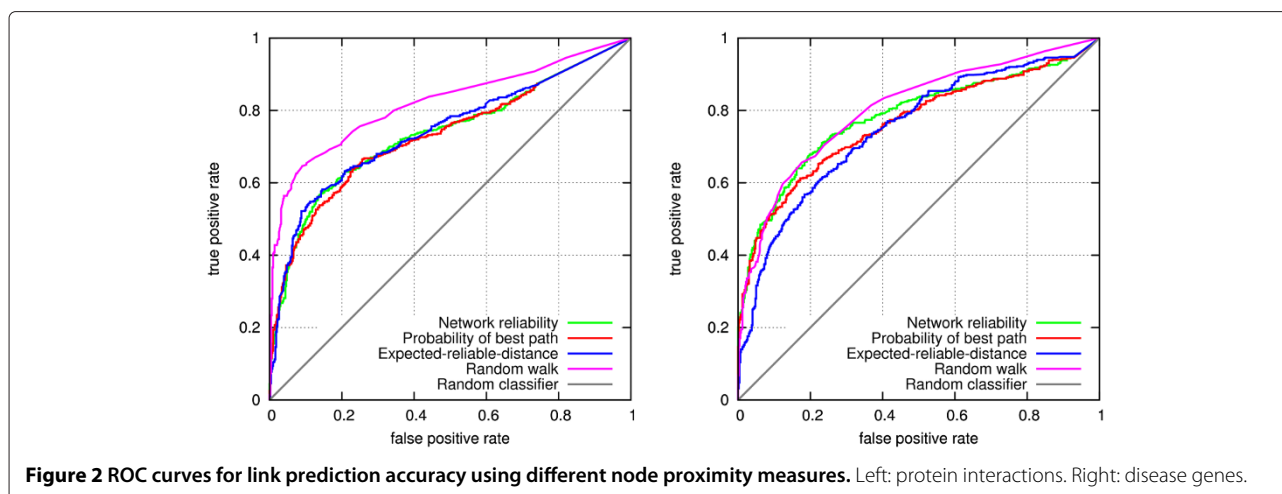 1
0.8
0.6
0.4
0.2
0
true positive rate
Network reliability
Probability of best path
Expected-reliable-distance
Random walk
Random classifier
0 0.2 0.4 0.6 0.8 1
false positive rate
1
0.8
0.6
0.4
0.2
0
true positive rate
Network reliability
Probability of best path
Expected-reliable-distance
Random walk
Random classifier
0 0.2 0.4 0.6 0.8 1
false positive rate
Figure 2 ROC curves for link prediction accuracy using different node proximity measures. Left: protein interactions. Right: disease genes.